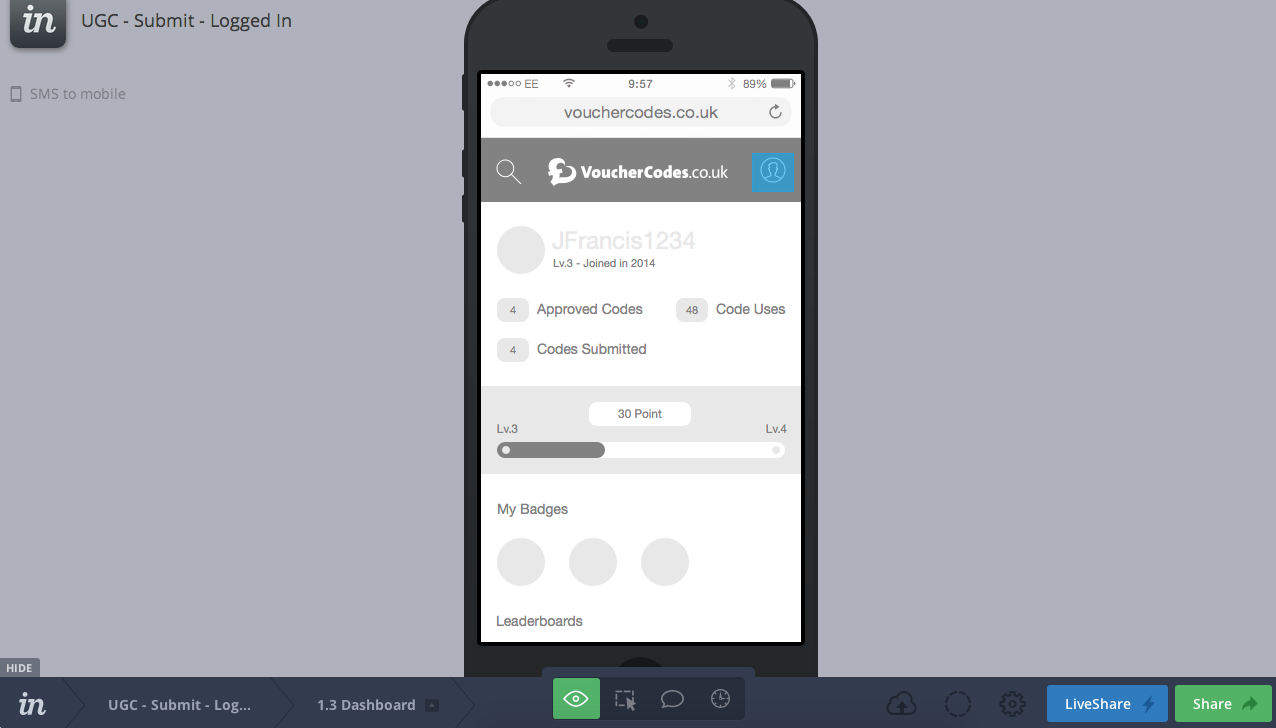 in
UGC - Submit - Logged In
SMS to mobile
EE
9:57
89%
vouchercodes.co.uk
VoucherCodes.co.uk
JFrancis1234
Lv.3 - Joined in 2014
4 Approved Codes
48 Code Uses
4 Codes Submitted
30 Point
Lv.3
Lv.4
My Badges
Leaderboards
HIDE
in
UGC - Submit - Log...
1.3 Dashboard
LiveShare
Share